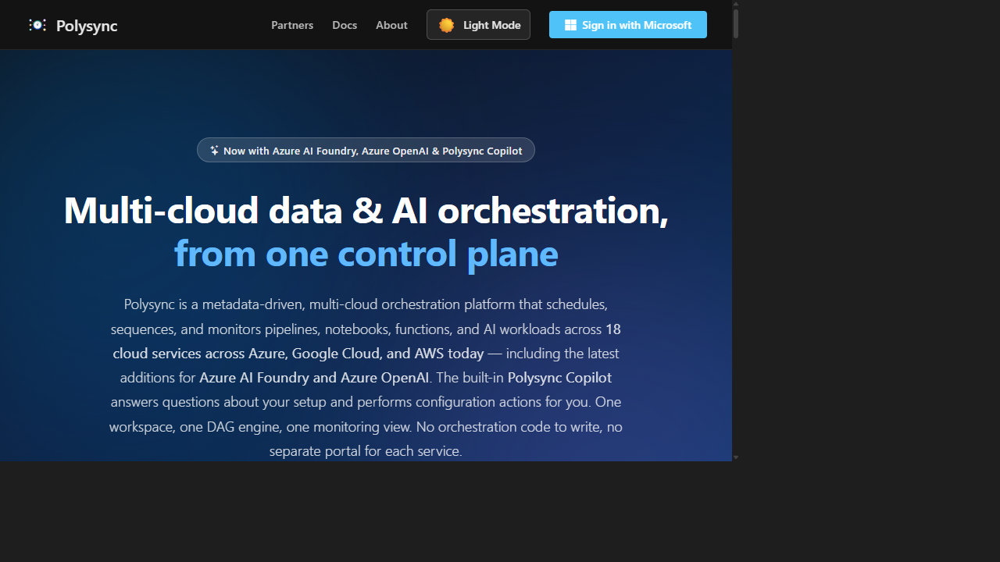 Polysync
Partners
Docs
About
Light Mode
Sign in with Microsoft
Now with Azure AI Foundry, Azure OpenAI & Polysync Copilot
Multi-cloud data & AI orchestration,
from one control plane
Polysync is a metadata-driven, multi-cloud orchestration platform that schedules,
sequences, and monitors pipelines, notebooks, functions, and AI workloads across 18
cloud services across Azure, Google Cloud, and AWS today — including the latest
additions for Azure AI Foundry and Azure OpenAI. The built-in Polysync Copilot
answers questions about your setup and performs configuration actions for you. One
workspace, one DAG engine, one monitoring view. No orchestration code to write, no
separate portal for each service.